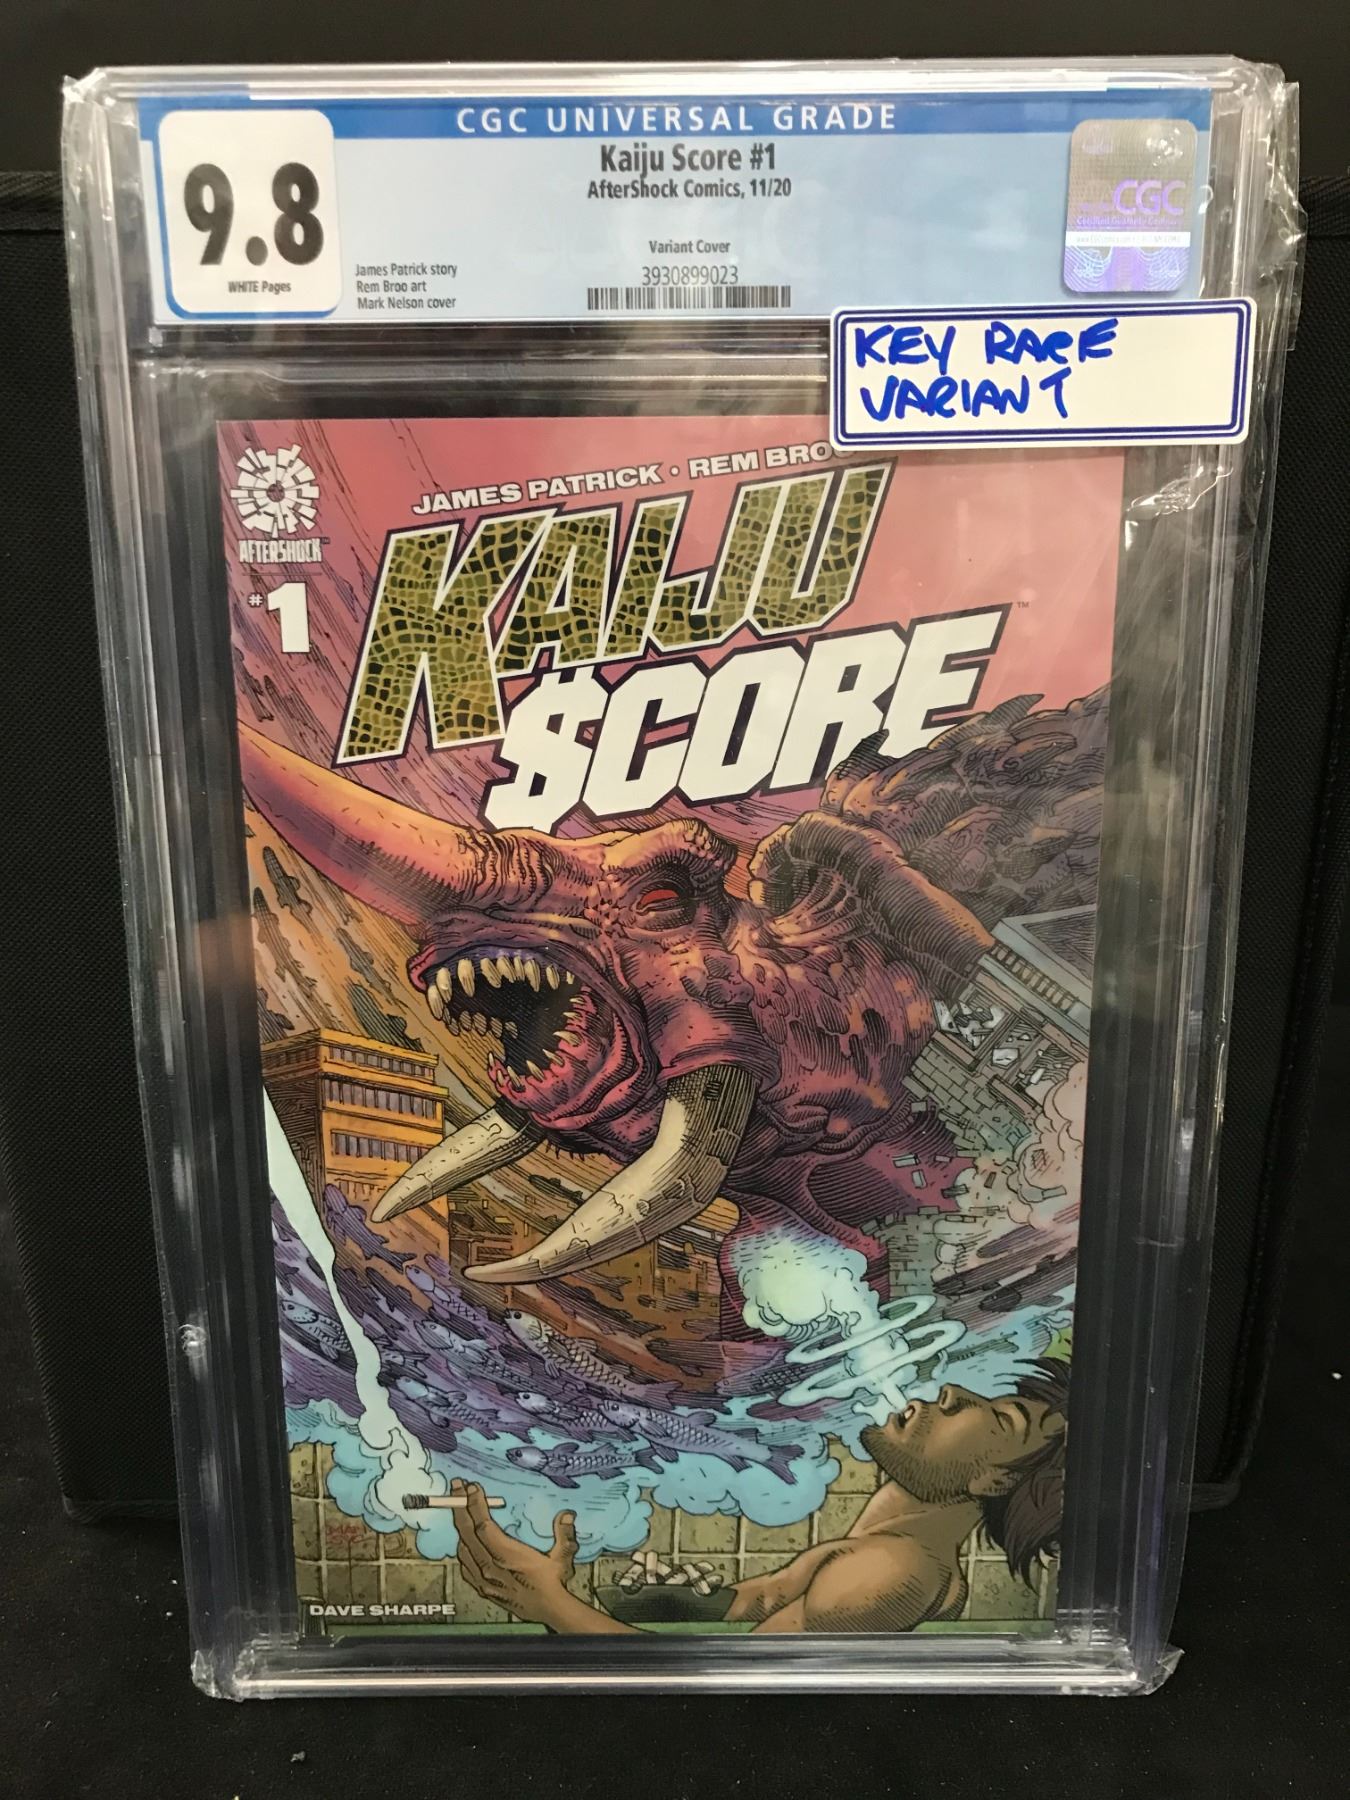 CGC UNIVERSAL GRADE
9.8
WHITE Pages
Kaiju Score #1
AfterShock Comics, 11/20
Variant Cover
3930899023
James Patrick story
Rem Broo art
Mark Nelson cover
CGC
KEY RARE
VARIANT
JAMES PATRICK · REM BROO
AFTERSHOCK™
#1
KAIJU
$CORE™
DAVE SHARPE